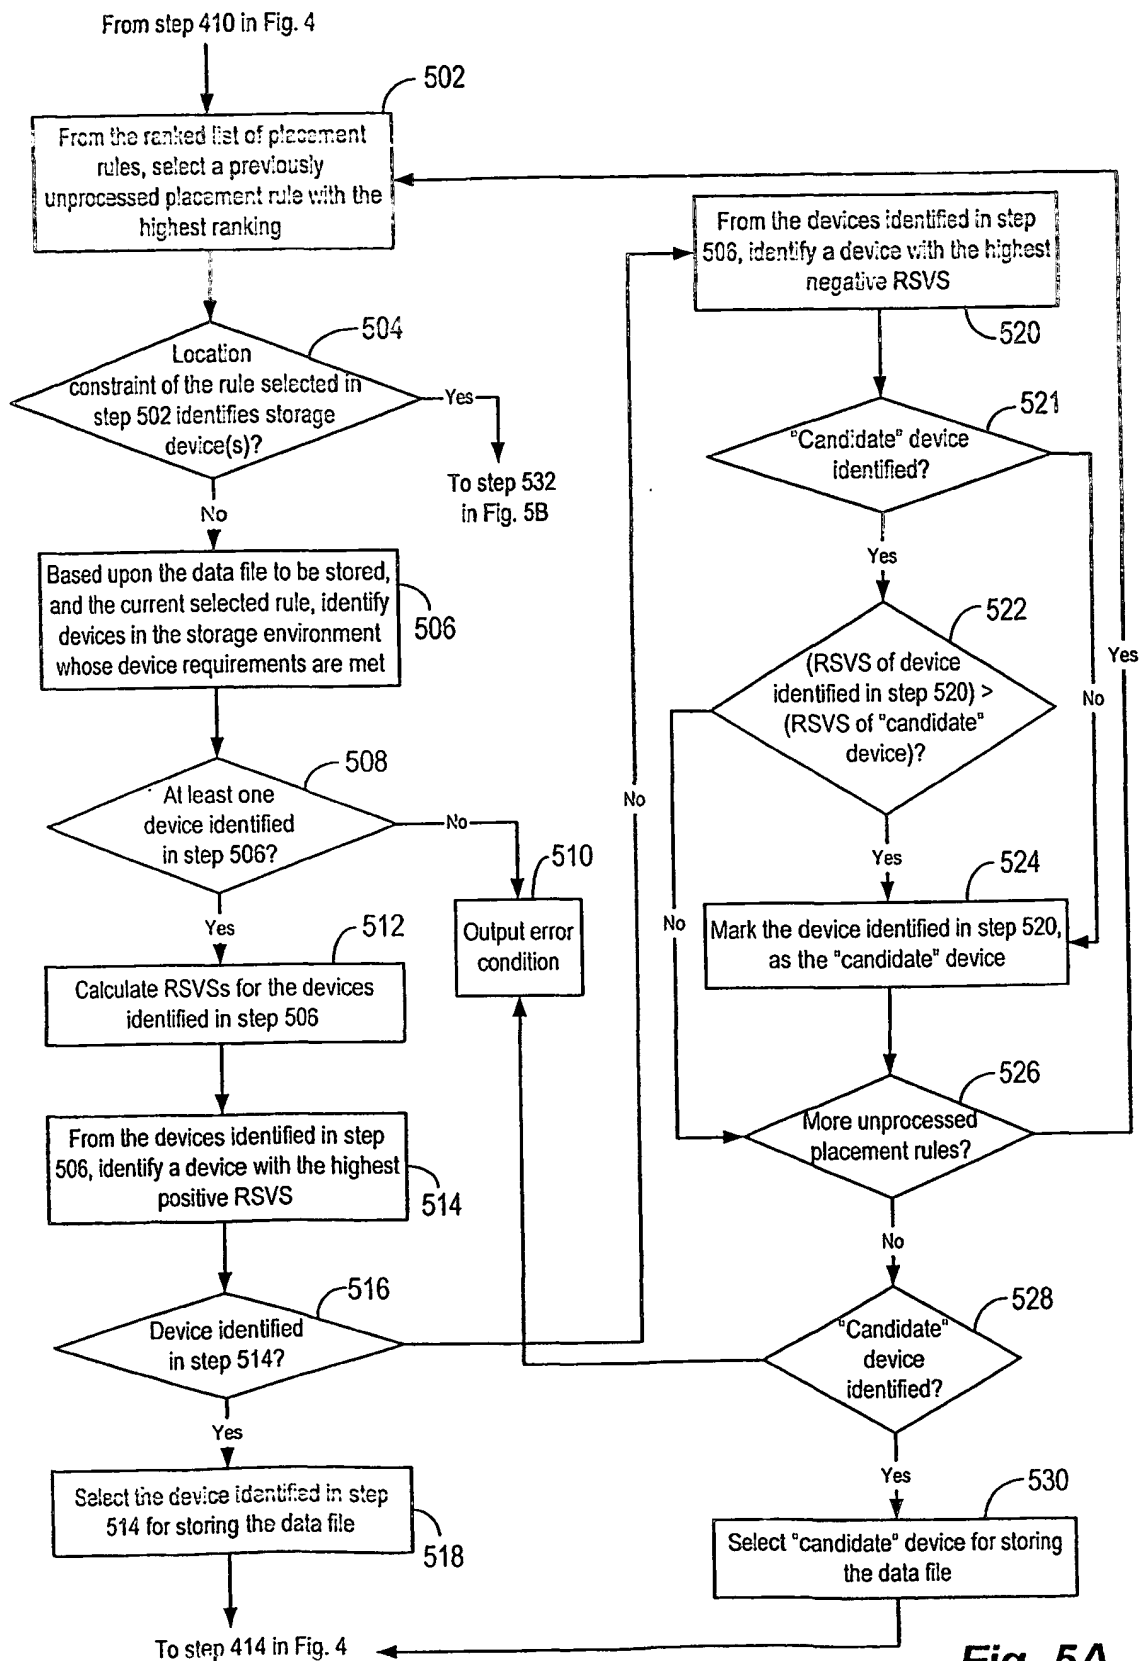 From step 410 in Fig. 4
502
From the ranked list of placement
rules, select a previously
unprocessed placement rule with the
highest ranking
504
Location
constraint of the rule selected in
step 502 identifies storage
device(s)?
Yes
To step 532
in Fig. 5B
No
Based upon the data file to be stored,
and the current selected rule, identify
devices in the storage environment
whose device requirements are met
506
508
At least one
device identified
in step 506?
No
510
Output error
condition
Yes
512
Calculate RSVSs for the devices
identified in step 506
From the devices identified in step
506, identify a device with the highest
positive RSVS
514
516
Device identified
in step 514?
No
Yes
Select the device identified in step
514 for storing the data file
518
To step 414 in Fig. 4
From the devices identified in step
506, identify a device with the highest
negative RSVS
520
521
"Candidate" device
identified?
No
Yes
522
(RSVS of device
identified in step 520) >
(RSVS of "candidate"
device)?
No
Yes
524
Mark the device identified in step 520,
as the "candidate" device
526
More unprocessed
placement rules?
Yes
No
528
"Candidate"
device
identified?
Yes
530
Select "candidate" device for storing
the data file
Fig. 5A